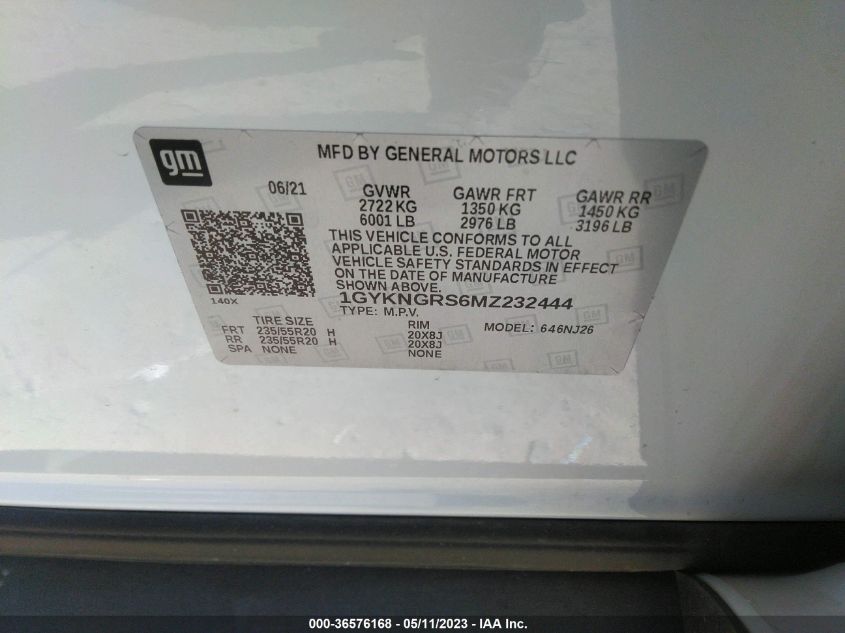 gm
MFD BY GENERAL MOTORS LLC
06/21 GVWR GAWR FRT GAWR RR
2722 KG 1350 KG 1450 KG
6001 LB 2976 LB 3196 LB
THIS VEHICLE CONFORMS TO ALL
APPLICABLE U.S. FEDERAL MOTOR
VEHICLE SAFETY STANDARDS IN EFFECT
ON THE DATE OF MANUFACTURE
SHOWN ABOVE.
140X
1GYKNGRS6MZ232444
TYPE: M.P.V.
TIRE SIZE RIM MODEL: 646NJ26
FRT 235/55R20 H 20X8J
RR 235/55R20 H 20X8J
SPA NONE NONE
000-36576168 - 05/11/2023 - IAA Inc.